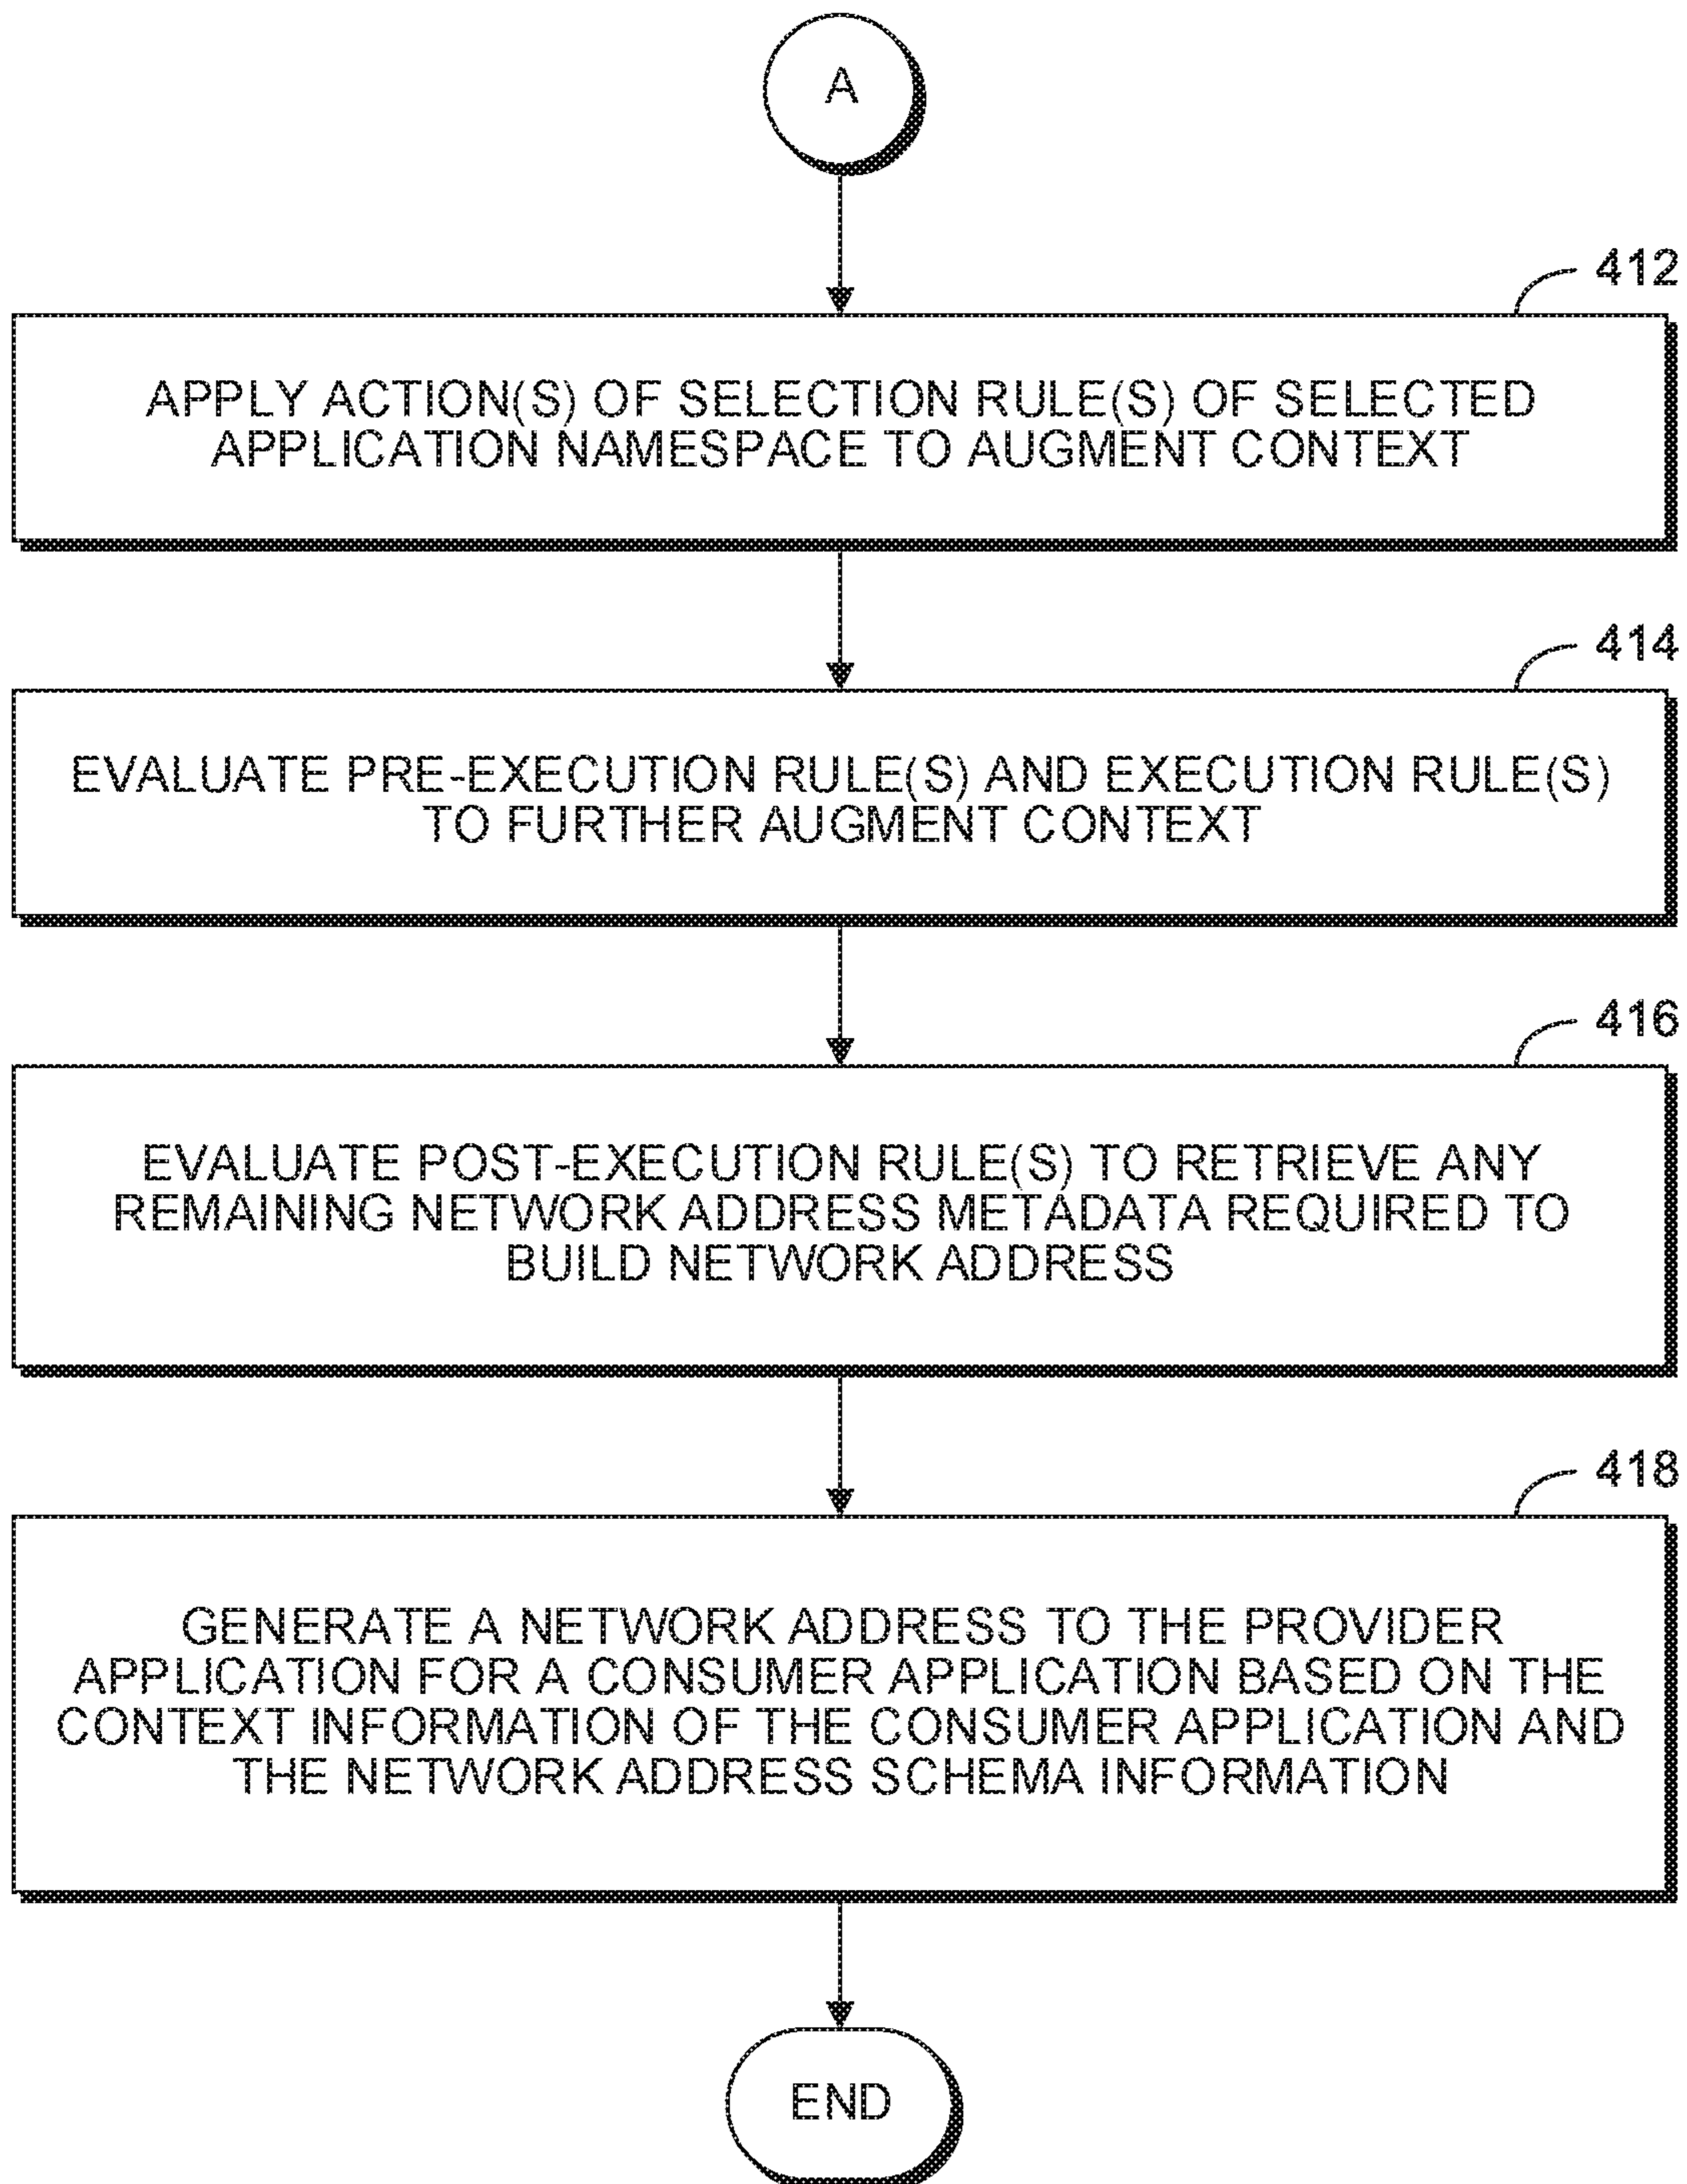 A
412
APPLY ACTION(S) OF SELECTION RULE(S) OF SELECTED
APPLICATION NAMESPACE TO AUGMENT CONTEXT
414
EVALUATE PRE-EXECUTION RULE(S) AND EXECUTION RULE(S)
TO FURTHER AUGMENT CONTEXT
416
EVALUATE POST-EXECUTION RULE(S) TO RETRIEVE ANY
REMAINING NETWORK ADDRESS METADATA REQUIRED TO
BUILD NETWORK ADDRESS
418
GENERATE A NETWORK ADDRESS TO THE PROVIDER
APPLICATION FOR A CONSUMER APPLICATION BASED ON THE
CONTEXT INFORMATION OF THE CONSUMER APPLICATION AND
THE NETWORK ADDRESS SCHEMA INFORMATION
END